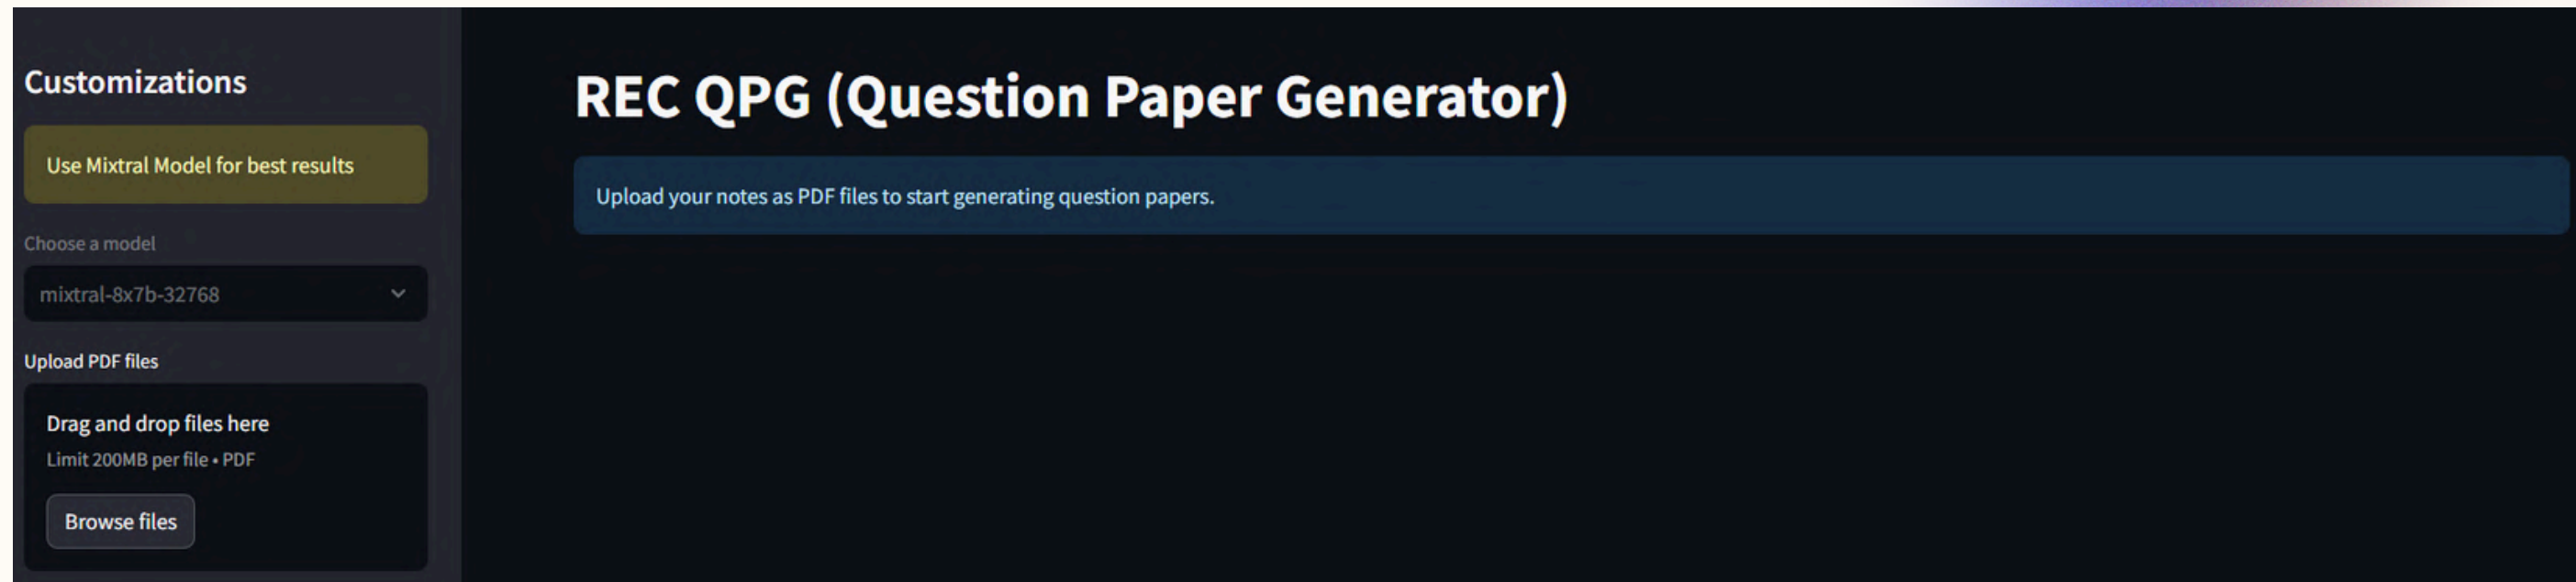 Customizations
Use Mixtral Model for best results
Choose a model
mixtral-8x7b-32768
Upload PDF files
Drag and drop files here
Limit 200MB per file • PDF
Browse files
REC QPG (Question Paper Generator)
Upload your notes as PDF files to start generating question papers.